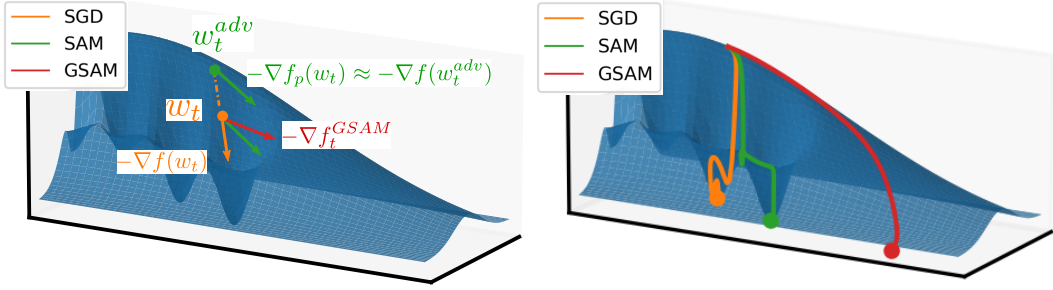 SGD
SAM
GSAM
w_t^{adv}
-∇f_p(w_t) ≈ -∇f(w_t^{adv})
w_t
-∇f_t^{GSAM}
-∇f(w_t)
SGD
SAM
GSAM